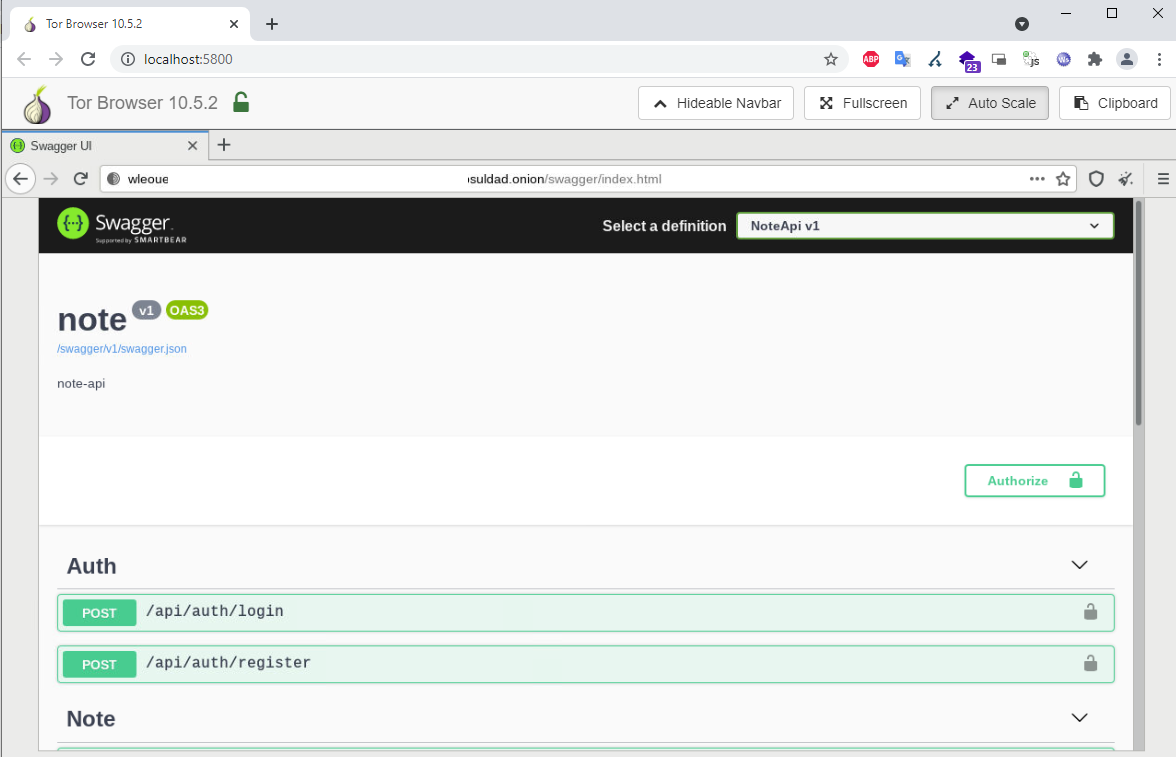 Tor Browser 10.5.2
localhost:5800
ABP
23
js
Tor Browser 10.5.2
Hideable Navbar
Fullscreen
Auto Scale
Clipboard
Swagger UI
wleoue suldad.onion/swagger/index.html
Swagger.
Supported by SMARTBEAR
Select a definition
NoteApi v1
note v1 OAS3
/swagger/v1/swagger.json
note-api
Authorize
Auth
POST /api/auth/login
POST /api/auth/register
Note